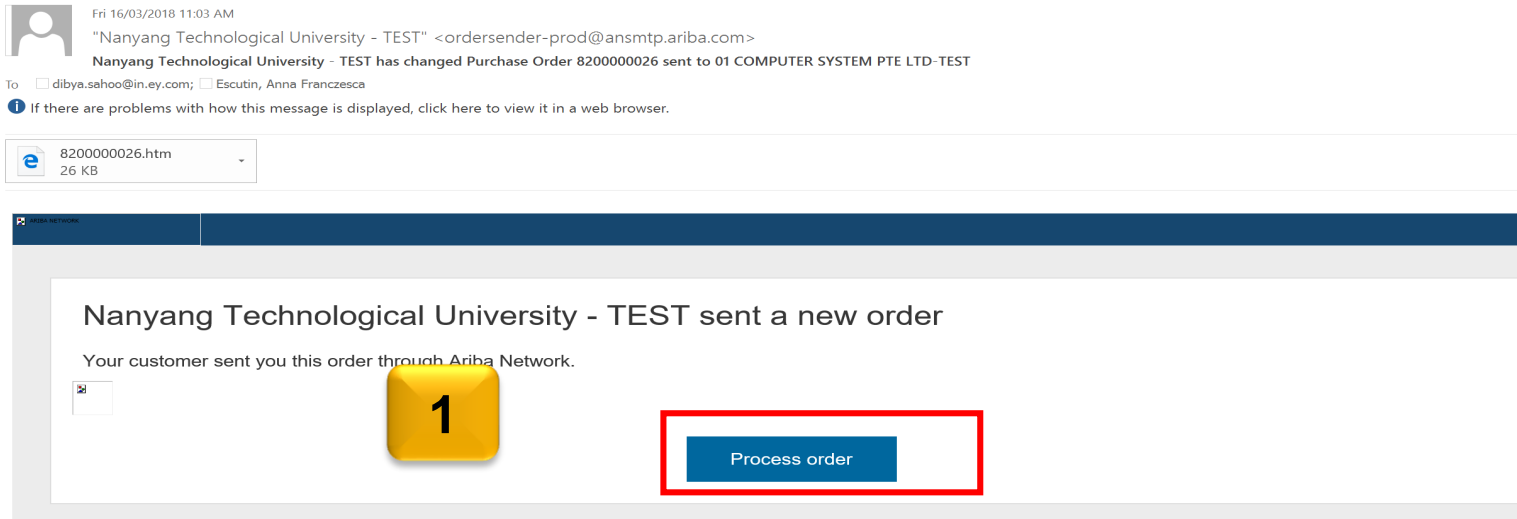 Fri 16/03/2018 11:03 AM
"Nanyang Technological University - TEST" <ordersender-prod@ansmtp.ariba.com>
Nanyang Technological University - TEST has changed Purchase Order 8200000026 sent to 01 COMPUTER SYSTEM PTE LTD-TEST
To dibya.sahoo@in.ey.com; Escutin, Anna Franczesca
If there are problems with how this message is displayed, click here to view it in a web browser.
8200000026.htm
26 KB
ARIBA NETWORK
Nanyang Technological University - TEST sent a new order
Your customer sent you this order through Ariba Network.
1
Process order